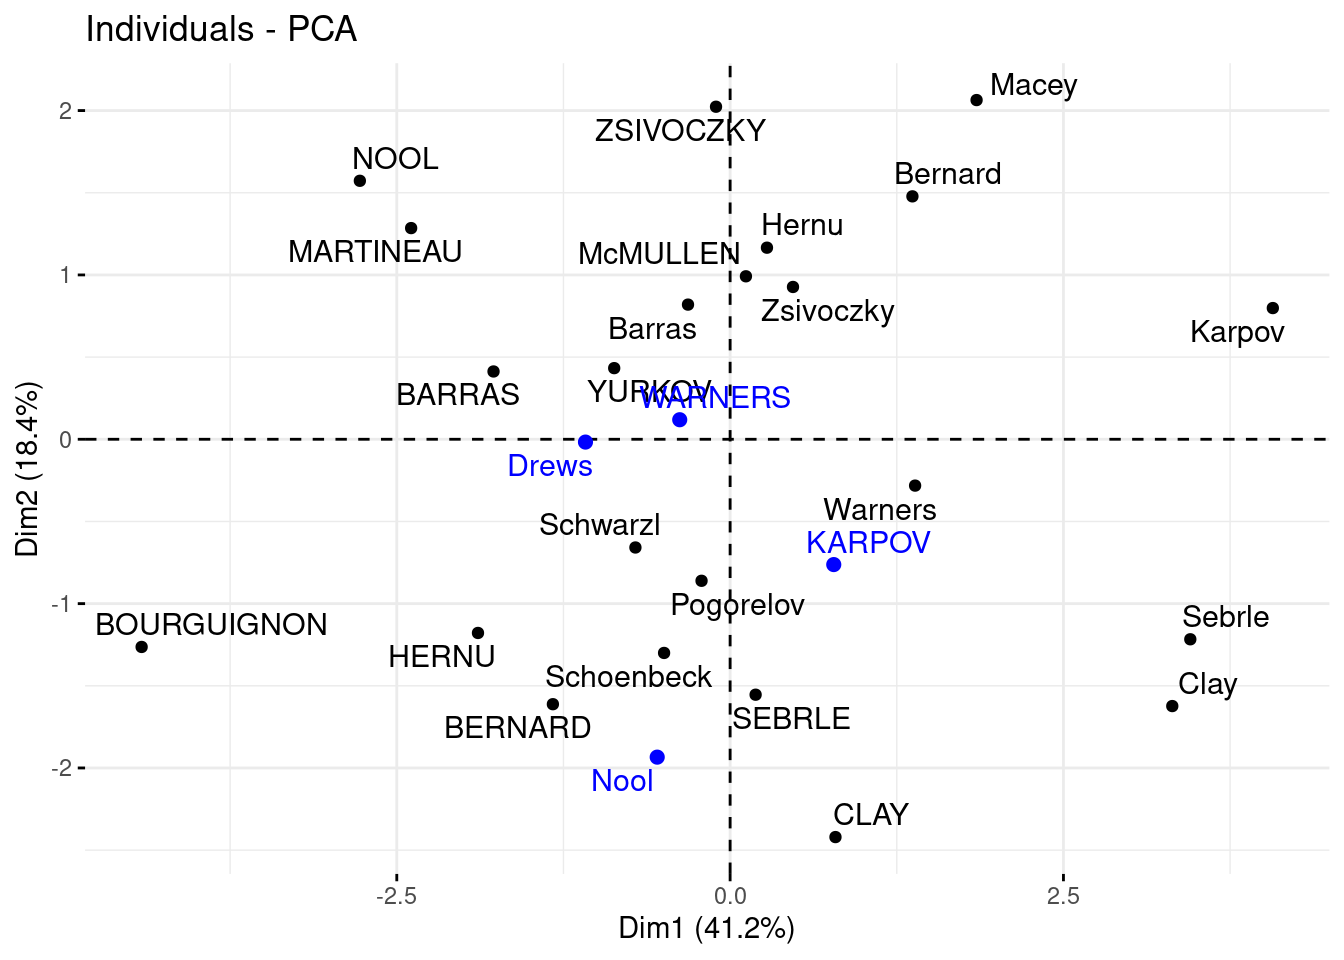 Individuals - PCA
Macey
ZSIVOCZKY
NOOL
Bernard
Hernu
MARTINEAU
McMULLEN
Zsivoczky
Barras
Karpov
BARRAS
YURKOV
WARNERS
Drews
Warners
Schwarzl
KARPOV
Pogorelov
BOURGUIGNON
Sebrle
HERNU
Schoenbeck
Clay
BERNARD
SEBRLE
Nool
CLAY
2
1
0
-1
-2
Dim2 (18.4%)
-2.5
0.0
2.5
Dim1 (41.2%)